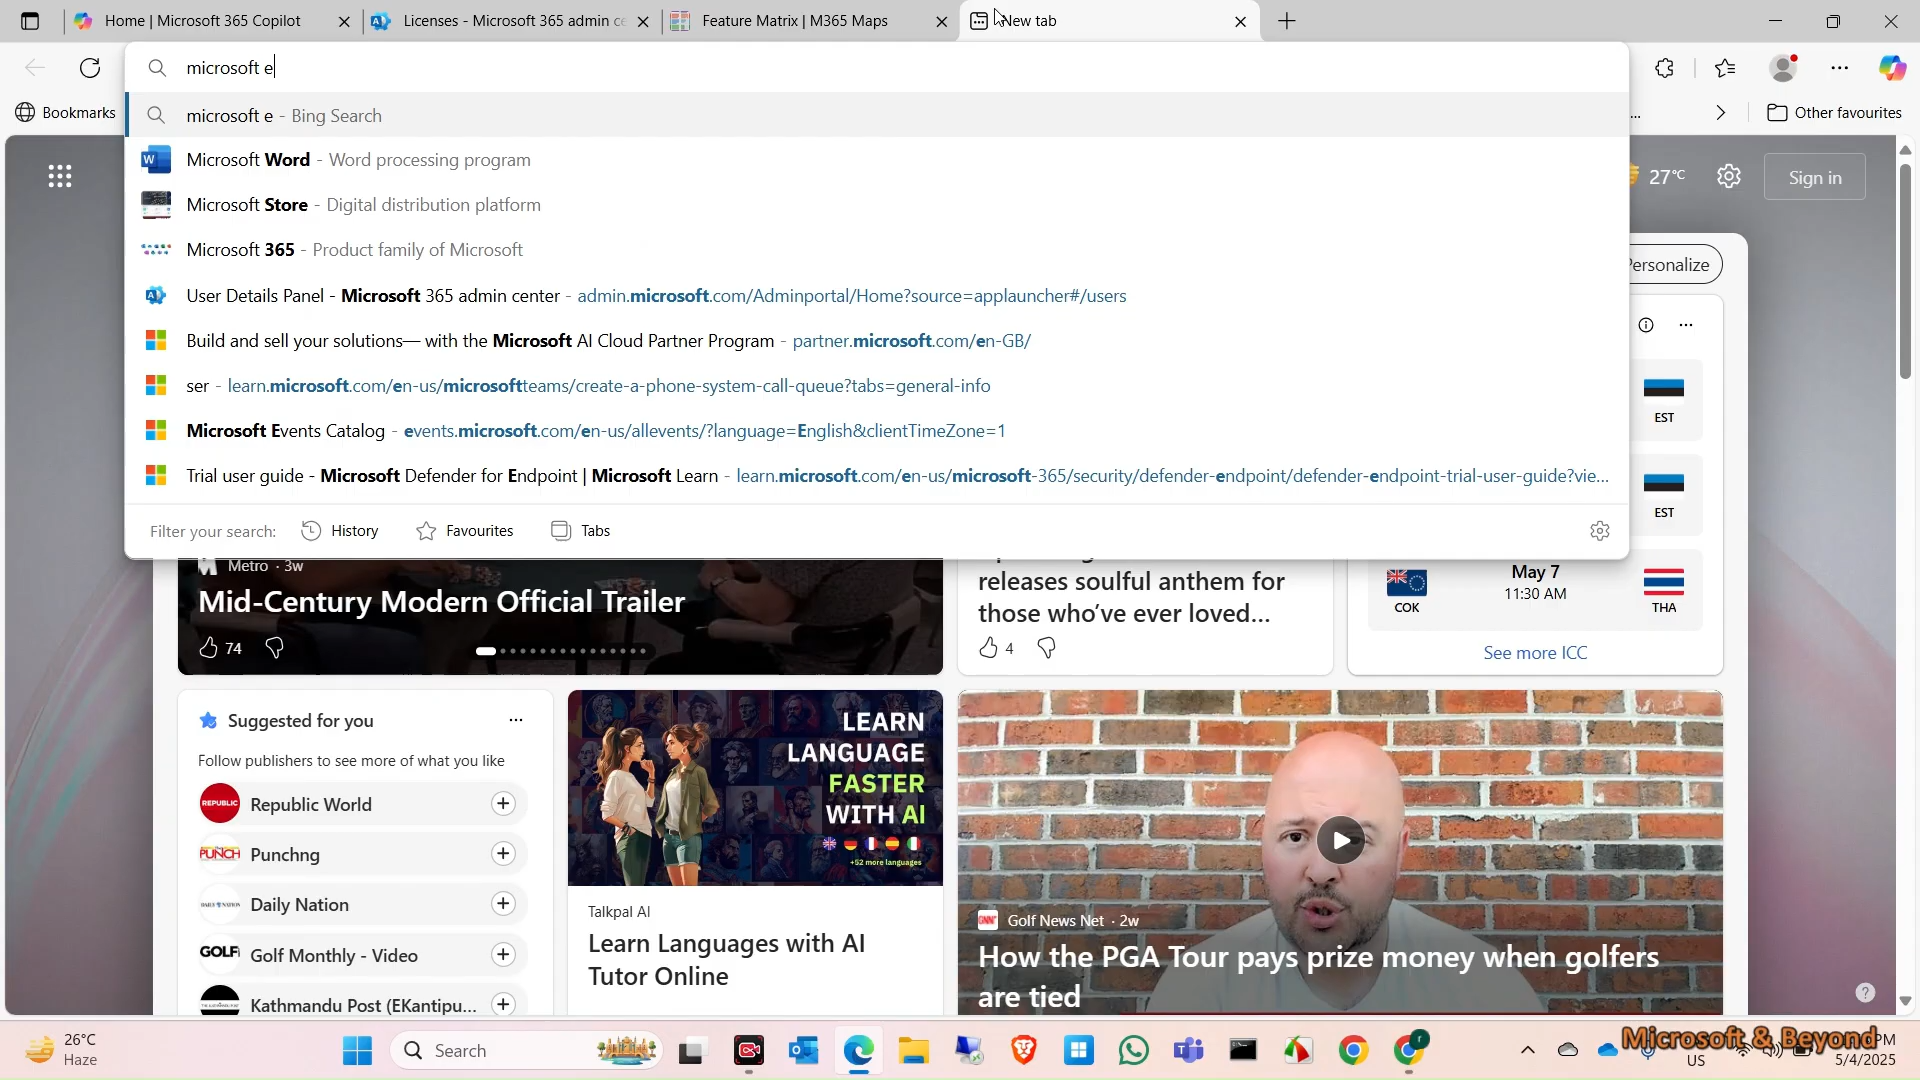 Home | Microsoft 365 Copilot
Licenses - Microsoft 365 admin ce
Feature Matrix | M365 Maps
New tab
microsoft e
Bookmarks
microsoft e - Bing Search
...
Other favourites
Microsoft Word - Word processing program
Microsoft Store - Digital distribution platform
27°C
Sign in
Microsoft 365 - Product family of Microsoft
Personalize
User Details Panel - Microsoft 365 admin center - admin.microsoft.com/Adminportal/Home?source=applauncher#/users
Build and sell your solutions— with the Microsoft AI Cloud Partner Program - partner.microsoft.com/en-GB/
ser - learn.microsoft.com/en-us/microsoftteams/create-a-phone-system-call-queue?tabs=general-info
EST
Microsoft Events Catalog - events.microsoft.com/en-us/allevents/?language=English&clientTimeZone=1
Trial user guide - Microsoft Defender for Endpoint | Microsoft Learn - learn.microsoft.com/en-us/microsoft-365/security/defender-endpoint/defender-endpoint-trial-user-guide?vie...
EST
Filter your search:
History
Favourites
Tabs
Metro · 3w
Mid-Century Modern Official Trailer
74
releases soulful anthem for
those who've ever loved...
4
May 7
11:30 AM
COK
THA
See more ICC
Suggested for you
Follow publishers to see more of what you like
REPUBLIC
Republic World
PUNCH
Punchng
DAILY NATION
Daily Nation
GOLF
Golf Monthly - Video
Kathmandu Post (EKantipu...
LEARN
LANGUAGE
FASTER
WITH AI
+52 more languages
Talkpal AI
Learn Languages with AI
Tutor Online
GNN
Golf News Net · 2w
How the PGA Tour pays prize money when golfers
are tied
26°C
Haze
Search
Microsoft & Beyond
US
PM
5/4/2025